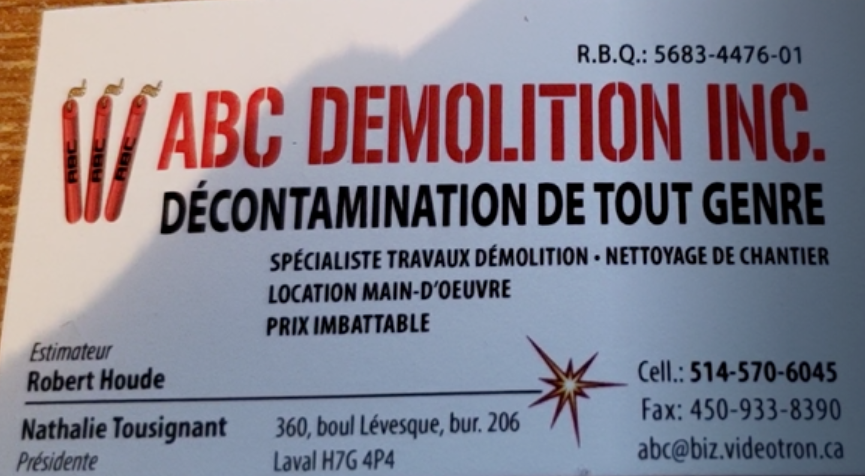 R.B.Q.: 5683-4476-01
ABC ABC ABC
ABC DEMOLITION INC.
DÉCONTAMINATION DE TOUT GENRE
SPÉCIALISTE TRAVAUX DÉMOLITION • NETTOYAGE DE CHANTIER
LOCATION MAIN-D'OEUVRE
PRIX IMBATTABLE
Estimateur
Robert Houde
Nathalie Tousignant
Présidente
360, boul Lévesque, bur. 206
Laval H7G 4P4
Cell.: 514-570-6045
Fax: 450-933-8390
abc@biz.videotron.ca